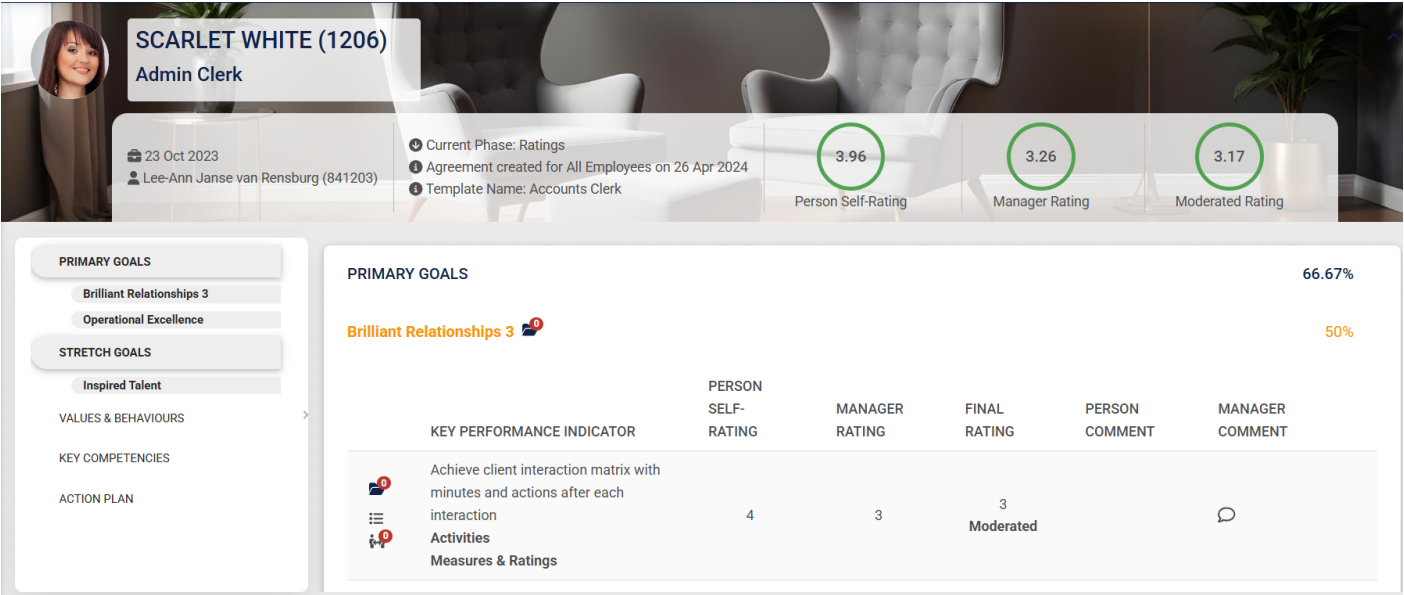 SCARLET WHITE (1206)
Admin Clerk
23 Oct 2023
Lee-Ann Janse van Rensburg (841203)
Current Phase: Ratings
Agreement created for All Employees on 26 Apr 2024
Template Name: Accounts Clerk
3.96
Person Self-Rating
3.26
Manager Rating
3.17
Moderated Rating
PRIMARY GOALS
Brilliant Relationships 3
Operational Excellence
STRETCH GOALS
Inspired Talent
VALUES & BEHAVIOURS
KEY COMPETENCIES
ACTION PLAN
PRIMARY GOALS 66.67%
Brilliant Relationships 3 0 50%
KEY PERFORMANCE INDICATOR
PERSON
SELF-
RATING
MANAGER
RATING
FINAL
RATING
PERSON
COMMENT
MANAGER
COMMENT
0
0
Achieve client interaction matrix with
minutes and actions after each
interaction
Activities
Measures & Ratings
4
3
3
Moderated